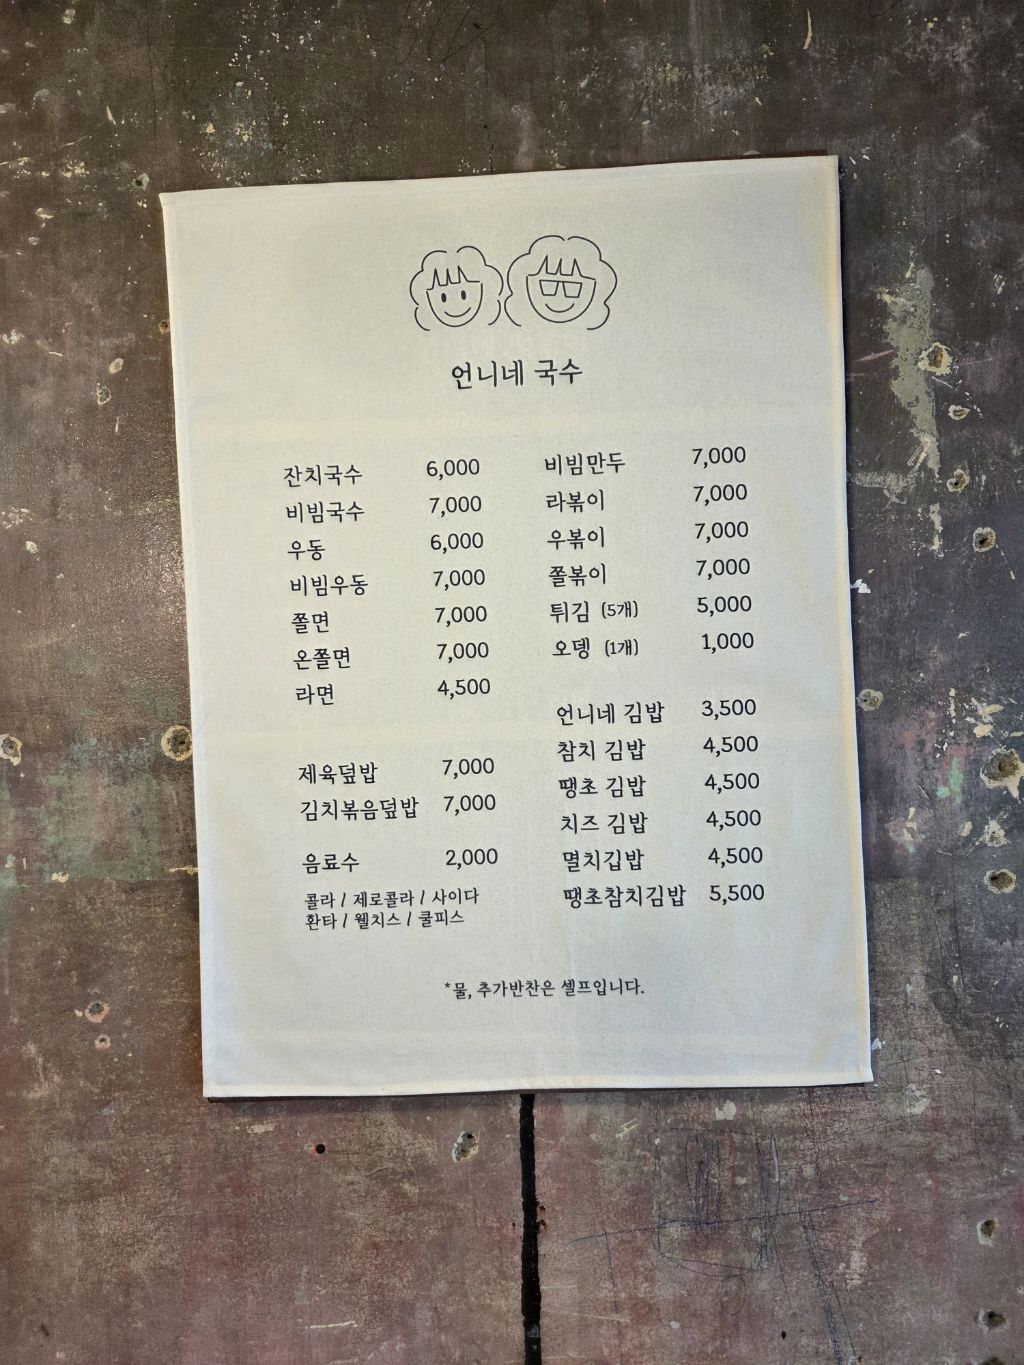 언니네 국수
잔치국수 6,000
비빔국수 7,000
우동 6,000
비빔우동 7,000
쫄면 7,000
온쫄면 7,000
라면 4,500
제육덮밥 7,000
김치볶음덮밥 7,000
음료수 2,000
콜라 / 제로콜라 / 사이다
환타 / 웰치스 / 쿨피스
비빔만두 7,000
라볶이 7,000
우볶이 7,000
쫄볶이 7,000
튀김 (5개) 5,000
오뎅 (1개) 1,000
언니네 김밥 3,500
참치 김밥 4,500
땡초 김밥 4,500
치즈 김밥 4,500
멸치깁밥 4,500
땡초참치김밥 5,500
*물, 추가반찬은 셀프입니다.